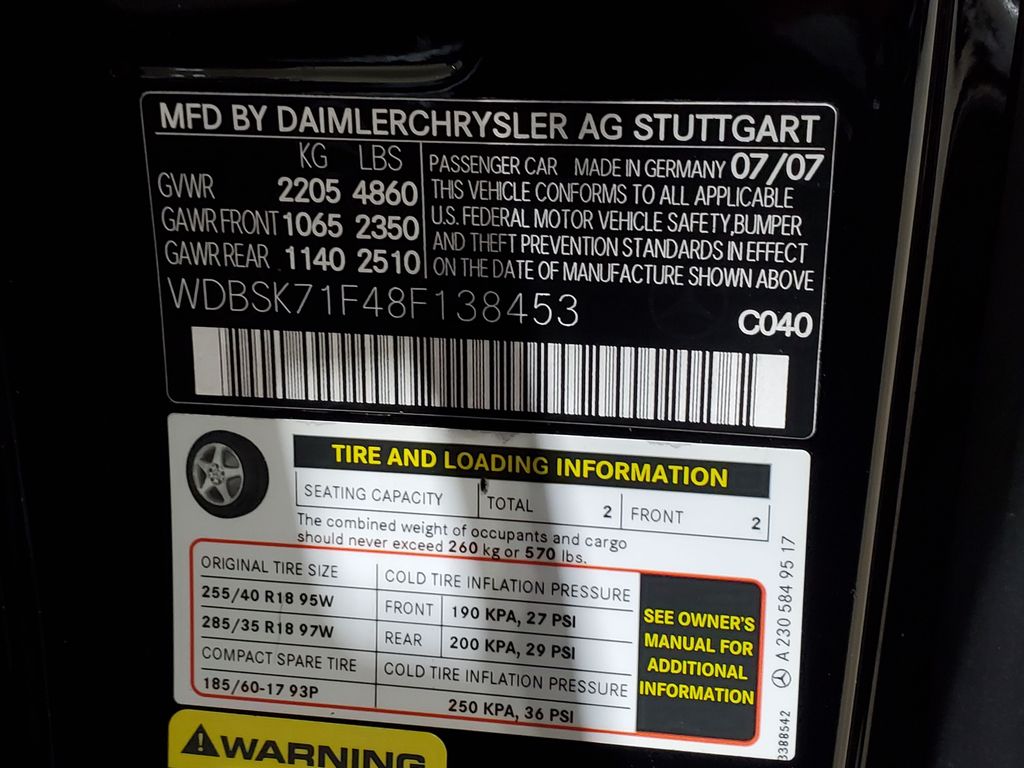 MFD BY DAIMLERCHRYSLER AG STUTTGART
KG LBS
GVWR 2205 4860
GAWR FRONT 1065 2350
GAWR REAR 1140 2510
PASSENGER CAR MADE IN GERMANY 07/07
THIS VEHICLE CONFORMS TO ALL APPLICABLE
U.S. FEDERAL MOTOR VEHICLE SAFETY,BUMPER
AND THEFT PREVENTION STANDARDS IN EFFECT
ON THE DATE OF MANUFACTURE SHOWN ABOVE
WDBSK71F48F138453
C040
TIRE AND LOADING INFORMATION
SEATING CAPACITY TOTAL 2 FRONT 2
The combined weight of occupants and cargo
should never exceed 260 kg or 570 lbs.
ORIGINAL TIRE SIZE
255/40 R18 95W
285/35 R18 97W
COMPACT SPARE TIRE
185/60-17 93P
COLD TIRE INFLATION PRESSURE
FRONT 190 KPA, 27 PSI
REAR 200 KPA, 29 PSI
COLD TIRE INFLATION PRESSURE
250 KPA, 36 PSI
SEE OWNER'S
MANUAL FOR
ADDITIONAL
INFORMATION
A 230 584 95 17
3388542
WARNING